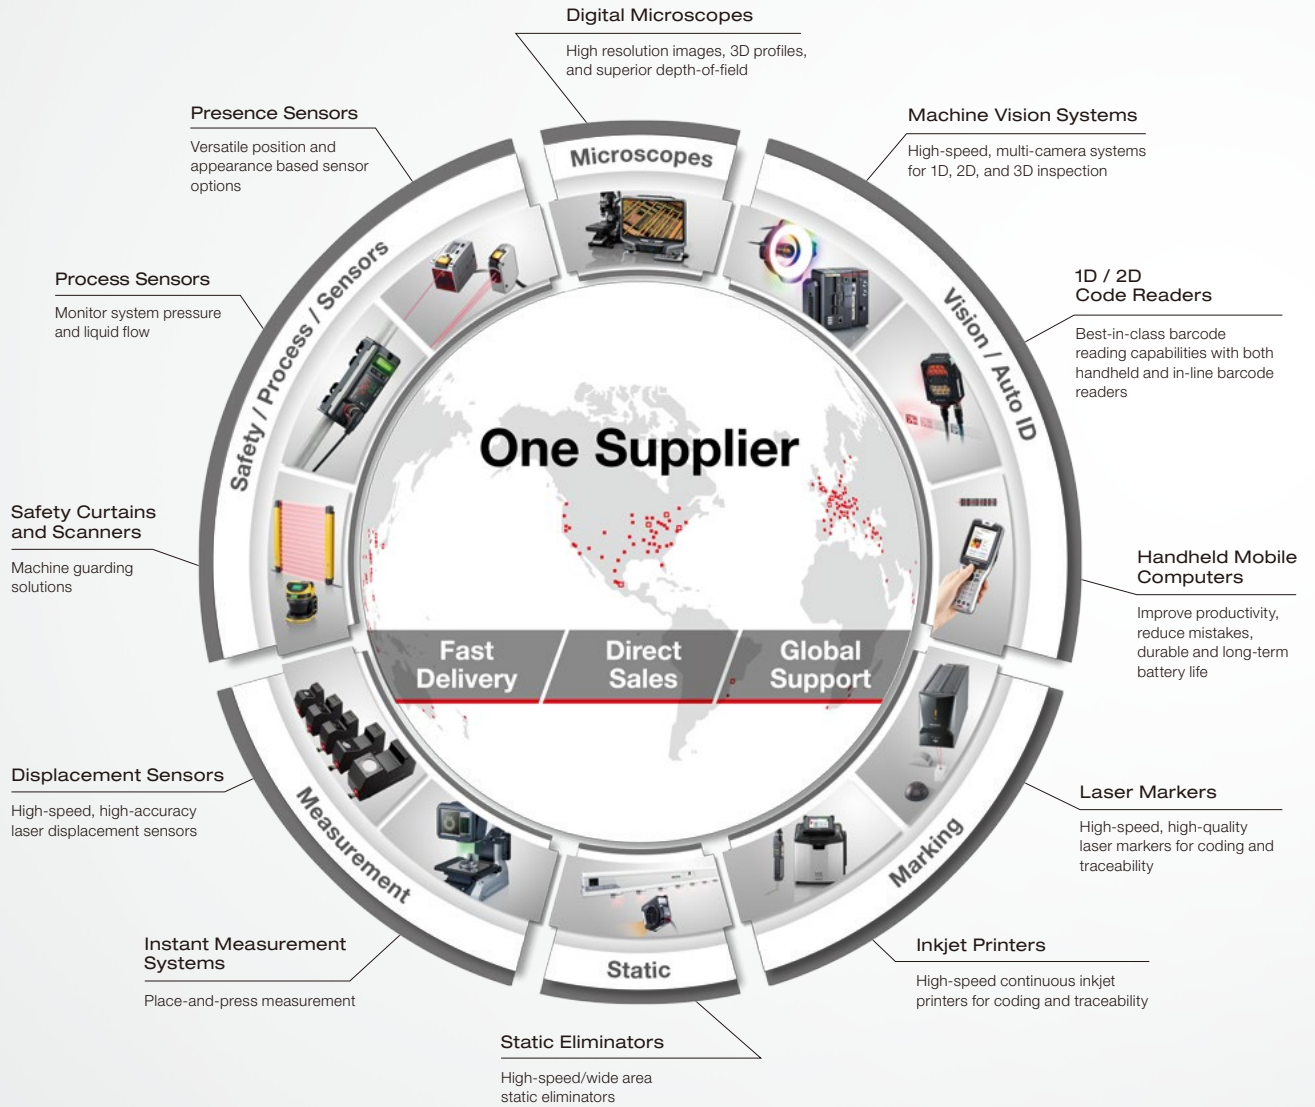 Digital Microscopes
High resolution images, 3D profiles,
and superior depth-of-field
Presence Sensors
Versatile position and
appearance based sensor
options
Machine Vision Systems
High-speed, multi-camera systems
for 1D, 2D, and 3D inspection
Microscopes
Process Sensors
Monitor system pressure
and liquid flow
1D / 2D
Code Readers
Best-in-class barcode
reading capabilities with both
handheld and in-line barcode
readers
Safety / Process / Sensors
Vision / Auto ID
One Supplier
Safety Curtains
and Scanners
Machine guarding
solutions
Handheld Mobile
Computers
Improve productivity,
reduce mistakes,
durable and long-term
battery life
Fast
Delivery
Direct
Sales
Global
Support
Displacement Sensors
High-speed, high-accuracy
laser displacement sensors
Laser Markers
High-speed, high-quality
laser markers for coding and
traceability
Measurement
Marking
Instant Measurement
Systems
Place-and-press measurement
Static
Inkjet Printers
High-speed continuous inkjet
printers for coding and traceability
Static Eliminators
High-speed/wide area
static eliminators